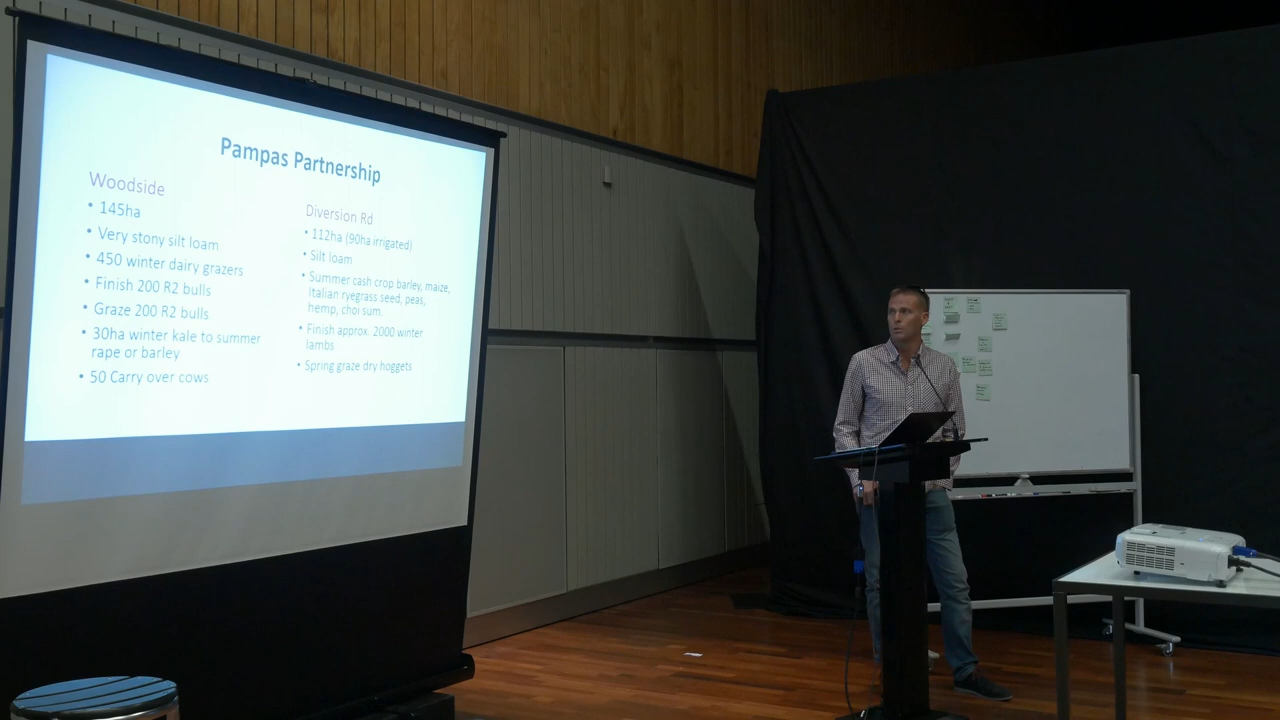 Pampas Partnership
Woodside
• 145ha
• Very stony silt loam
• 450 winter dairy grazers
• Finish 200 R2 bulls
• Graze 200 R2 bulls
• 30ha winter kale to summer
rape or barley
• 50 Carry over cows
Diversion Rd
• 112ha (90ha irrigated)
• Silt loam
• Summer cash crop barley, maize,
Italian ryegrass seed, peas,
hemp, choi sum.
• Finish approx. 2000 winter
lambs
• Spring graze dry hoggets